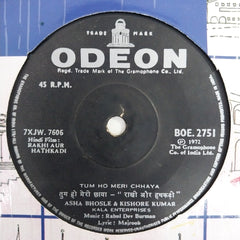 TRADE MARK
ODEON
Regd. Trade Mark of The Gramophone Co. Ltd.
45 R.P.M.
7XJW. 7606
Hindi Film:
RAKHI AUR
HATHKADI
BOE. 2751
℗ 1972
The Gramophone
Co. of India Ltd.
TUM HO MERI CHHAYA
तुम हो मेरी छाया - "राखी और हथकड़ी"
ASHA BHOSLE & KISHORE KUMAR
KALA ENTERPRISES
Music: Rahul Dev Burman
Lyric: Majrooh